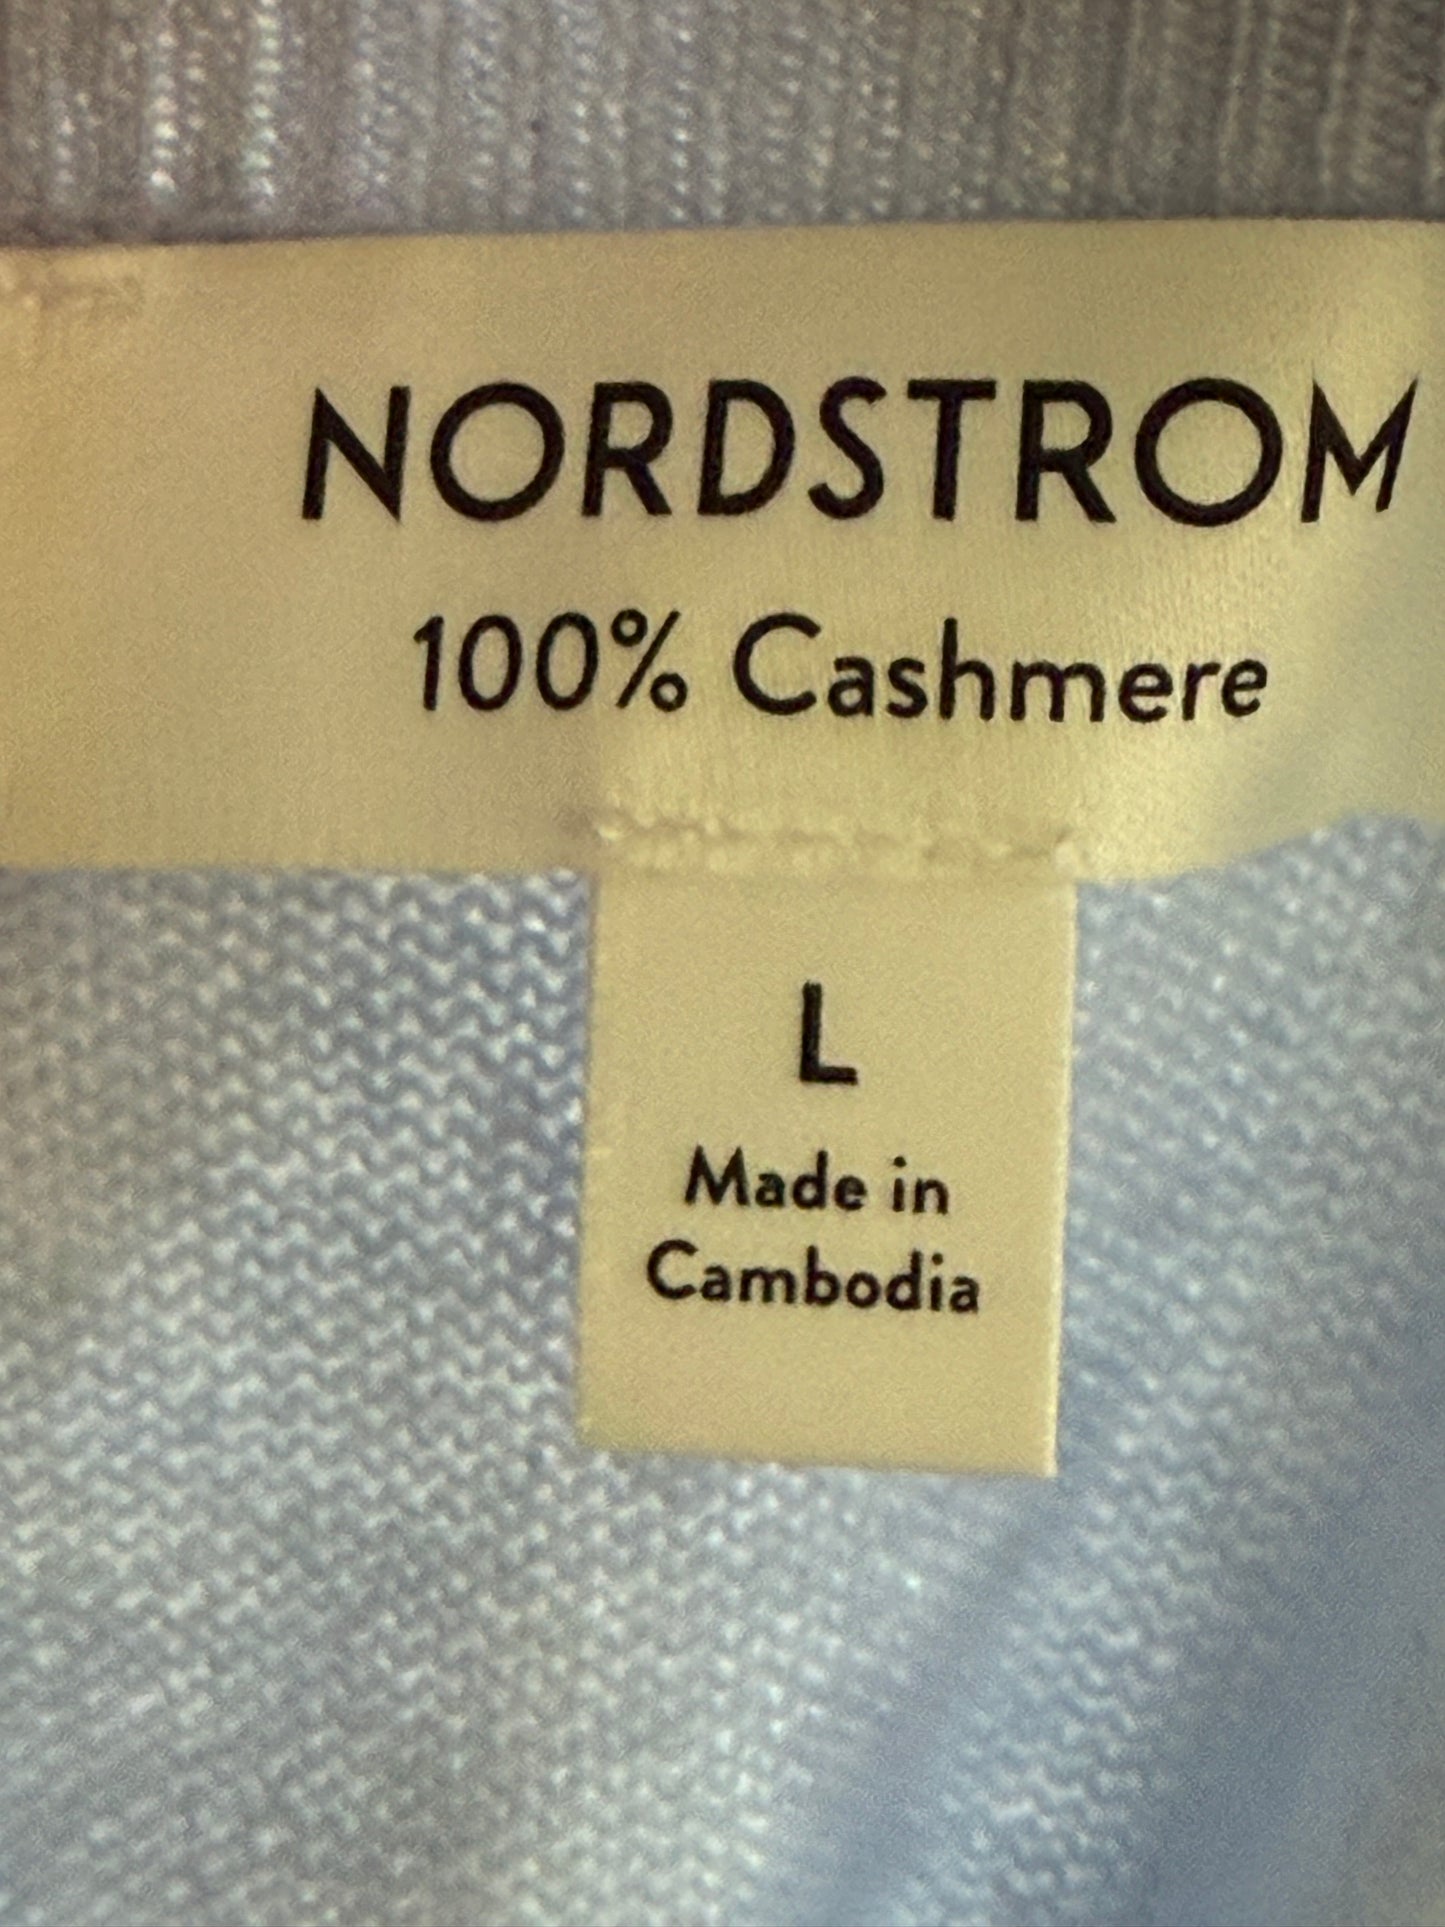 NORDSTROM
100% Cashmere
L
Made in
Cambodia